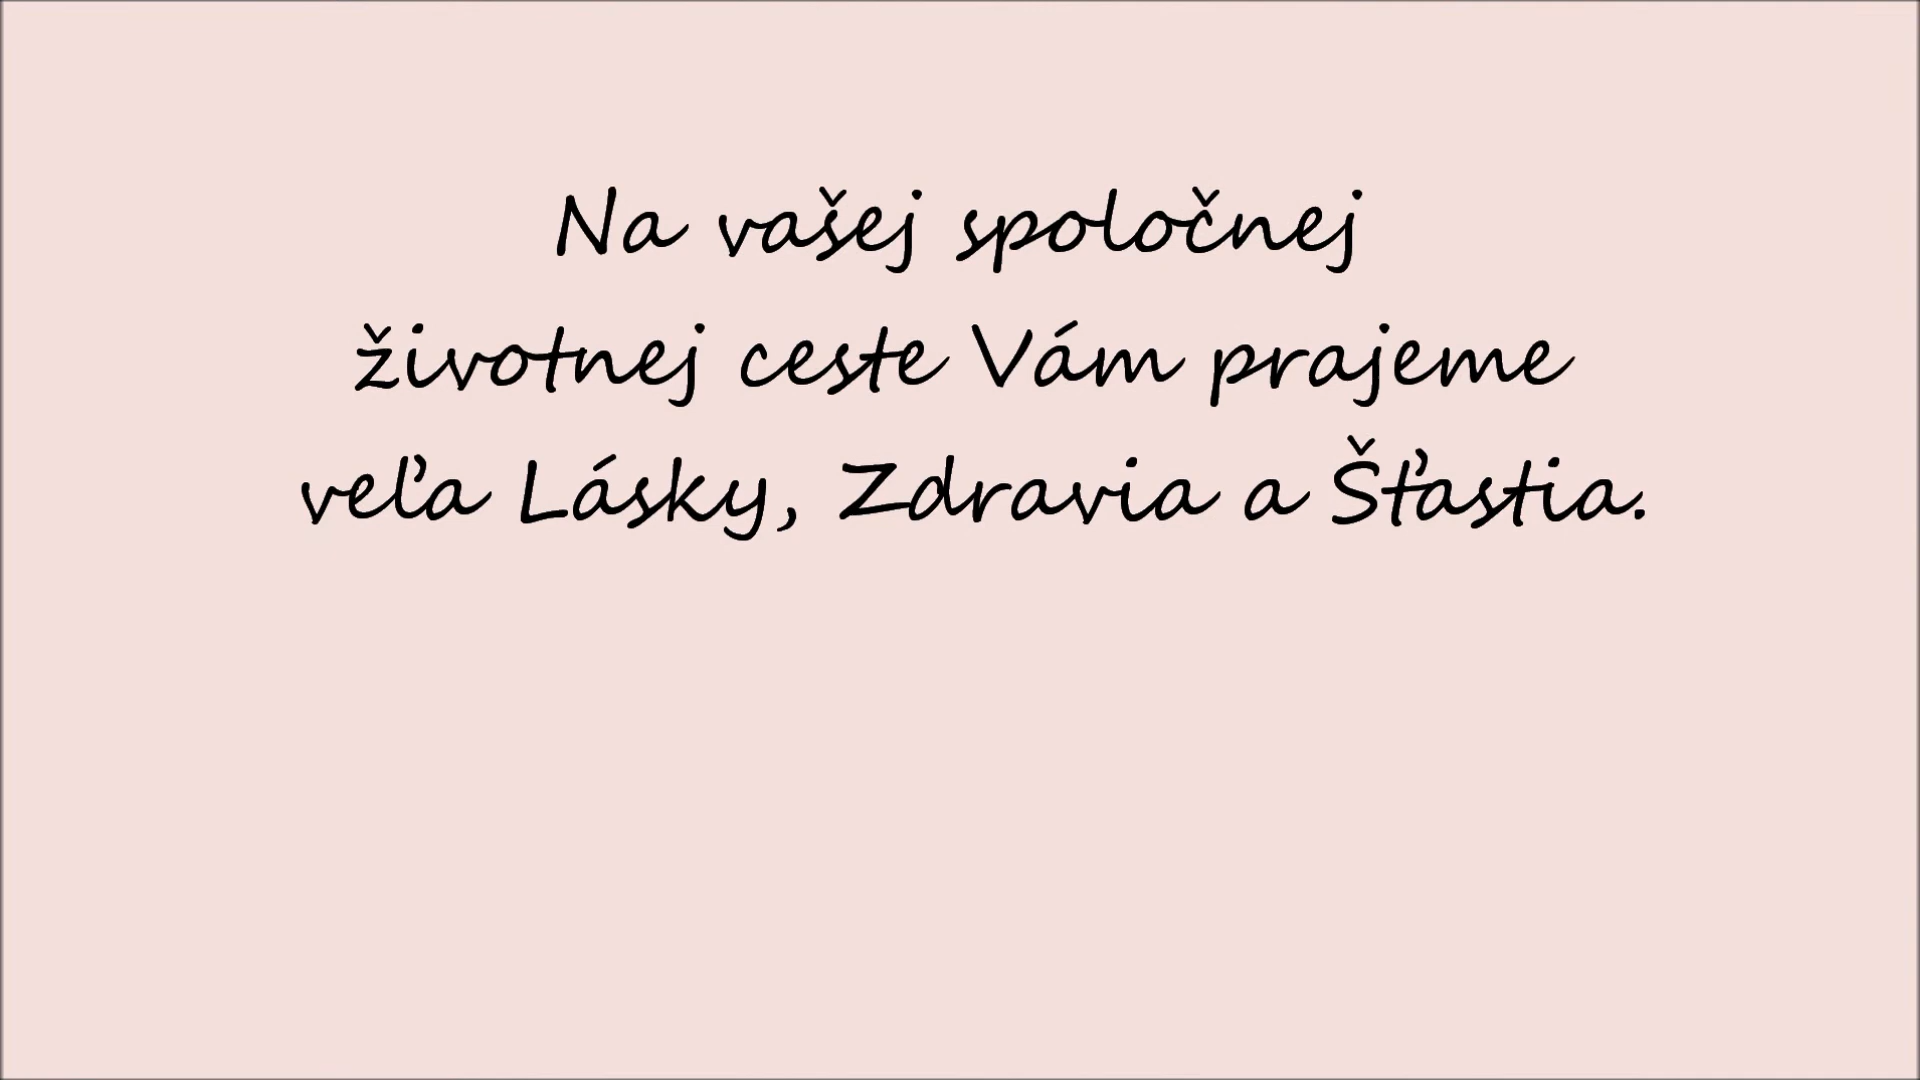 Na vašej spoločnej
životnej ceste Vám prajeme
veľa Lásky, Zdravia a Šťastia.